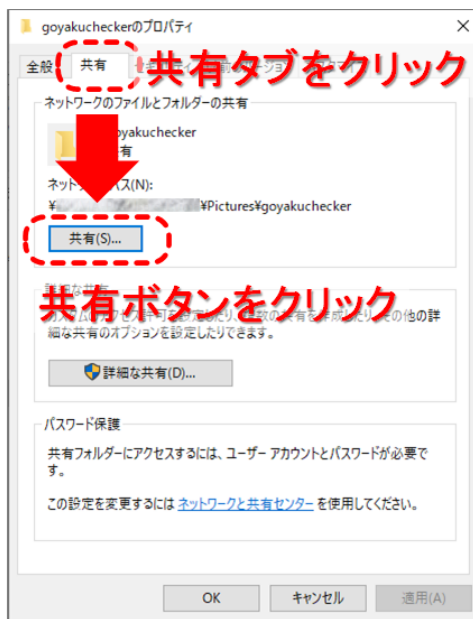 goyakucheckerのプロパティ
全般
共有
共有タブをクリック
ネットワークのファイルとフォルダーの共有
oyakuchecker
有
ネットワ
ス(N):
¥Pictures¥goyakuchecker
共有(S)...
共有ボタンをクリック
その他の詳
細な共有のオプションを設定したりできます。
詳細な共有(D)...
パスワード保護
共有フォルダーにアクセスするには、ユーザー アカウントとパスワードが必要で
す。
この設定を変更するには ネットワークと共有センター を使用してください。
OK
キャンセル
適用(A)